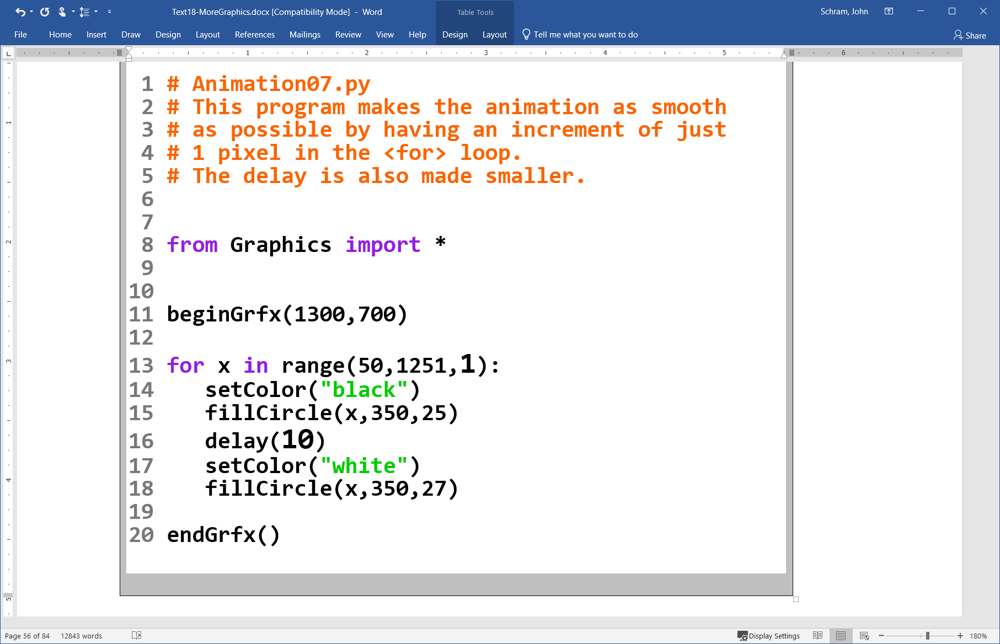 Text18-MoreGraphics.docx [Compatibility Mode] - Word
Table Tools
Schram, John
File Home Insert Draw Design Layout References Mailings Review View Help Design Layout Tell me what you want to do Share
1 2 3 4 5 6
1 # Animation07.py
2 # This program makes the animation as smooth
3 # as possible by having an increment of just
4 # 1 pixel in the <for> loop.
5 # The delay is also made smaller.
6
7
8 from Graphics import *
9
10
11 beginGrfx(1300,700)
12
13 for x in range(50,1251,1):
14    setColor("black")
15    fillCircle(x,350,25)
16    delay(10)
17    setColor("white")
18    fillCircle(x,350,27)
19
20 endGrfx()
1
2
3
4
5
Page 56 of 84 12843 words Display Settings 180%